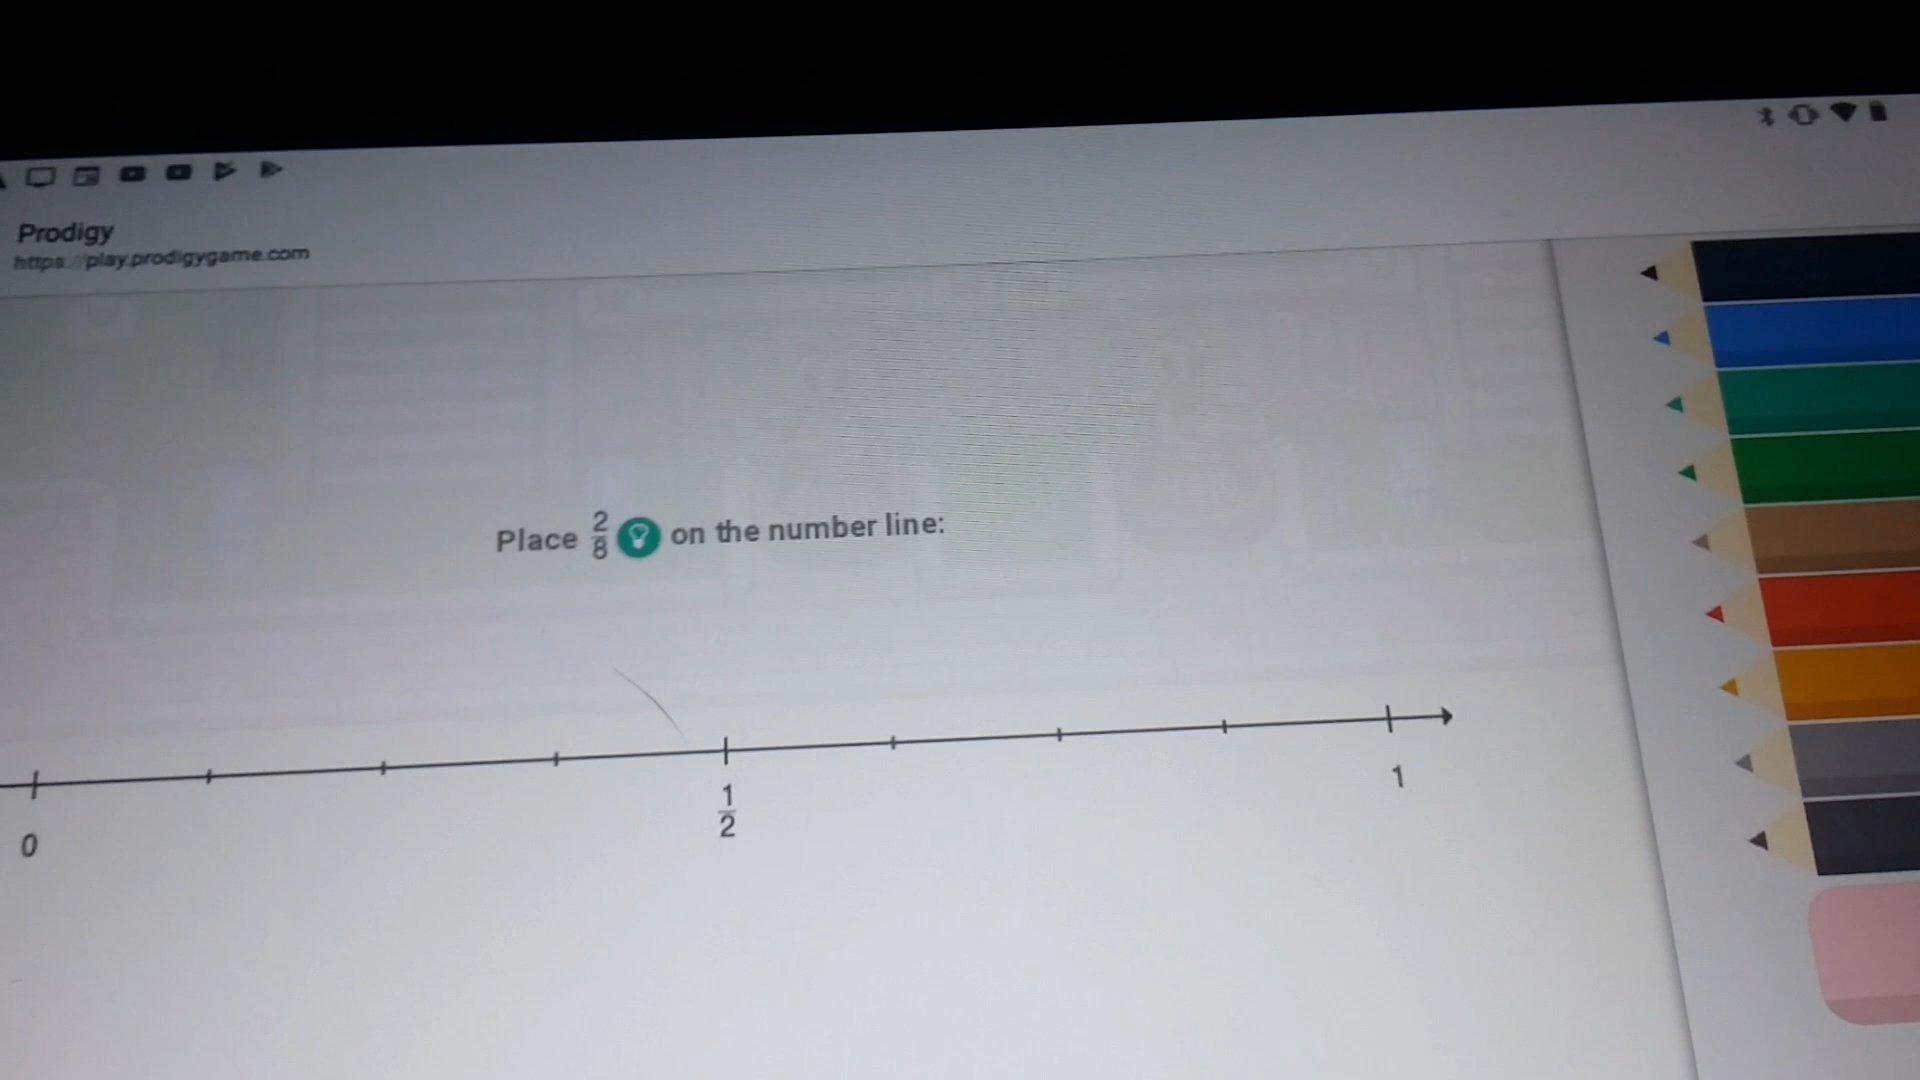 Prodigy
https://play.prodigygame.com
Place 2/8 on the number line:
0
1/2
1